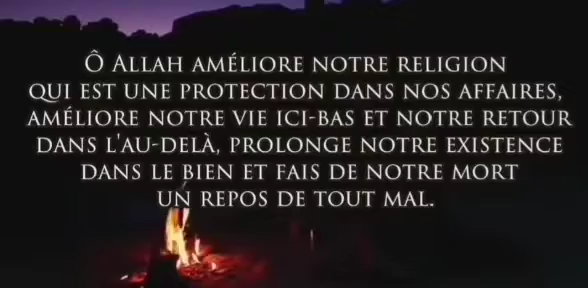 Ô ALLAH AMÉLIORE NOTRE RELIGION
QUI EST UNE PROTECTION DANS NOS AFFAIRES,
AMÉLIORE NOTRE VIE ICI-BAS ET NOTRE RETOUR
DANS L'AU-DELÀ, PROLONGE NOTRE EXISTENCE
DANS LE BIEN ET FAIS DE NOTRE MORT
UN REPOS DE TOUT MAL.